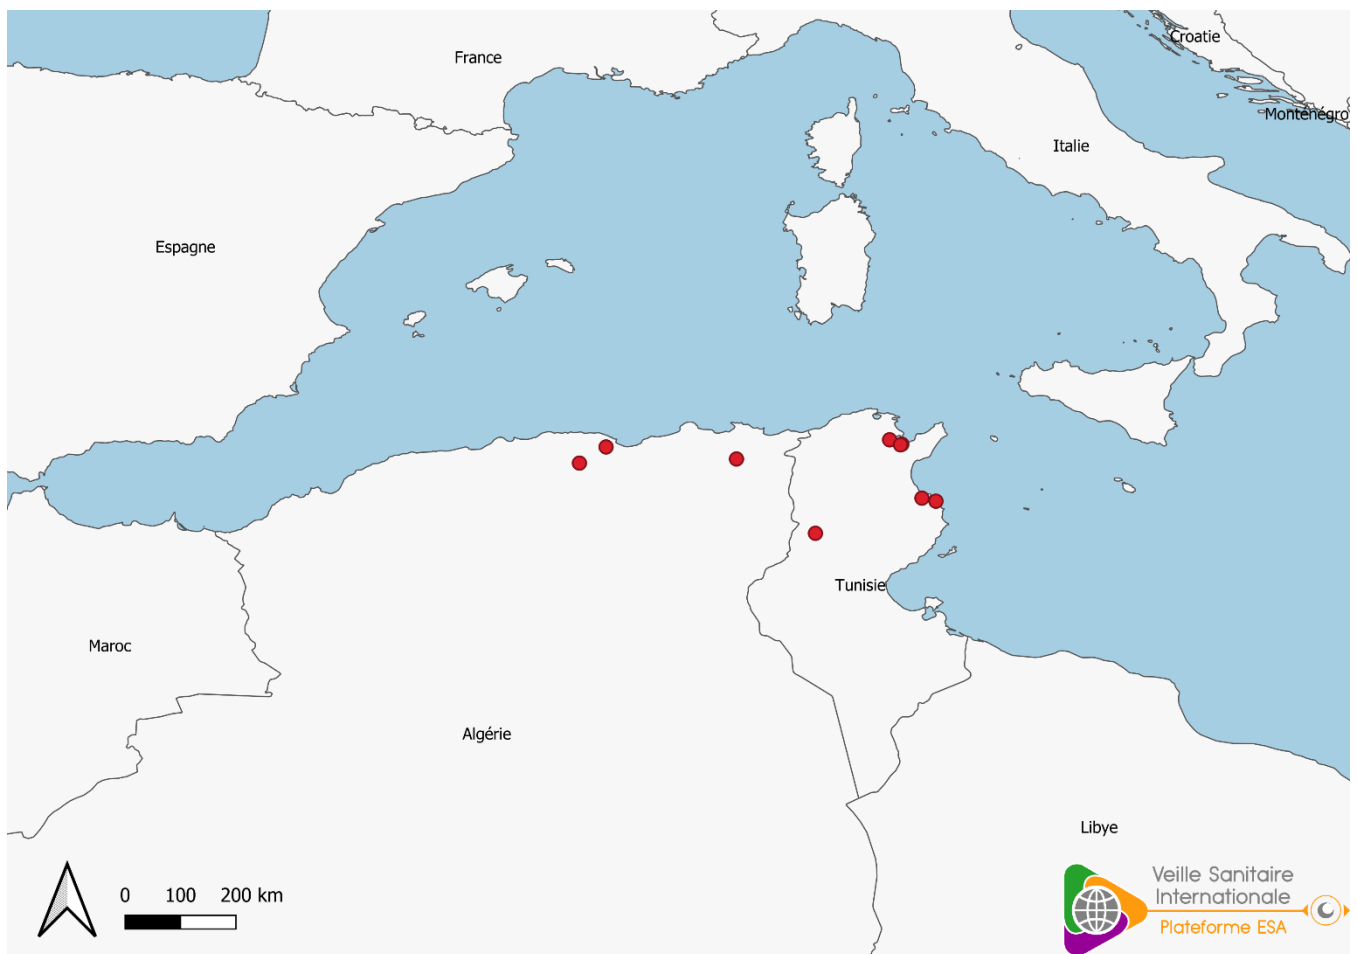 Croatie
France
Monténégro
Italie
Espagne
Tunisie
Maroc
Algérie
Libye
0 100 200 km
Veille Sanitaire
Internationale
Plateforme ESA